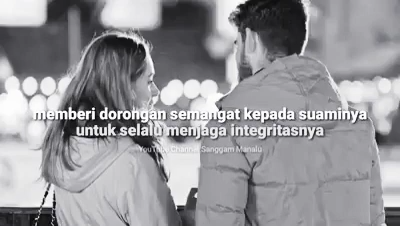 memberi dorongan semangat kepada suaminya
untuk selalu menjaga integritasnya
YouTube Channel Sanggam Manalu